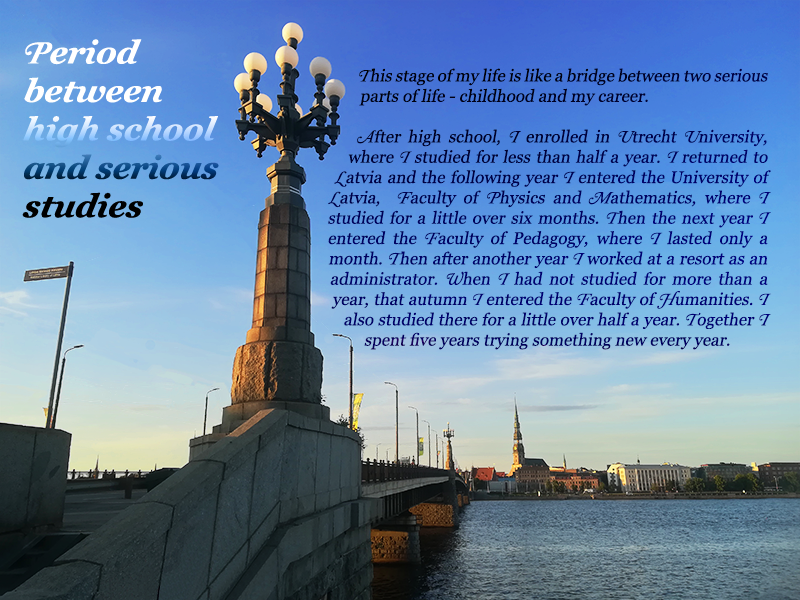 Period
between
high school
and serious
studies
This stage of my life is like a bridge between two serious
parts of life - childhood and my career.
After high school, I enrolled in Utrecht University,
where I studied for less than half a year. I returned to
Latvia and the following year I entered the University of
Latvia, Faculty of Physics and Mathematics, where I
studied for a little over six months. Then the next year I
entered the Faculty of Pedagogy, where I lasted only a
month. Then after another year I worked at a resort as an
administrator. When I had not studied for more than a
year, that autumn I entered the Faculty of Humanities. I
also studied there for a little over half a year. Together I
spent five years trying something new every year.